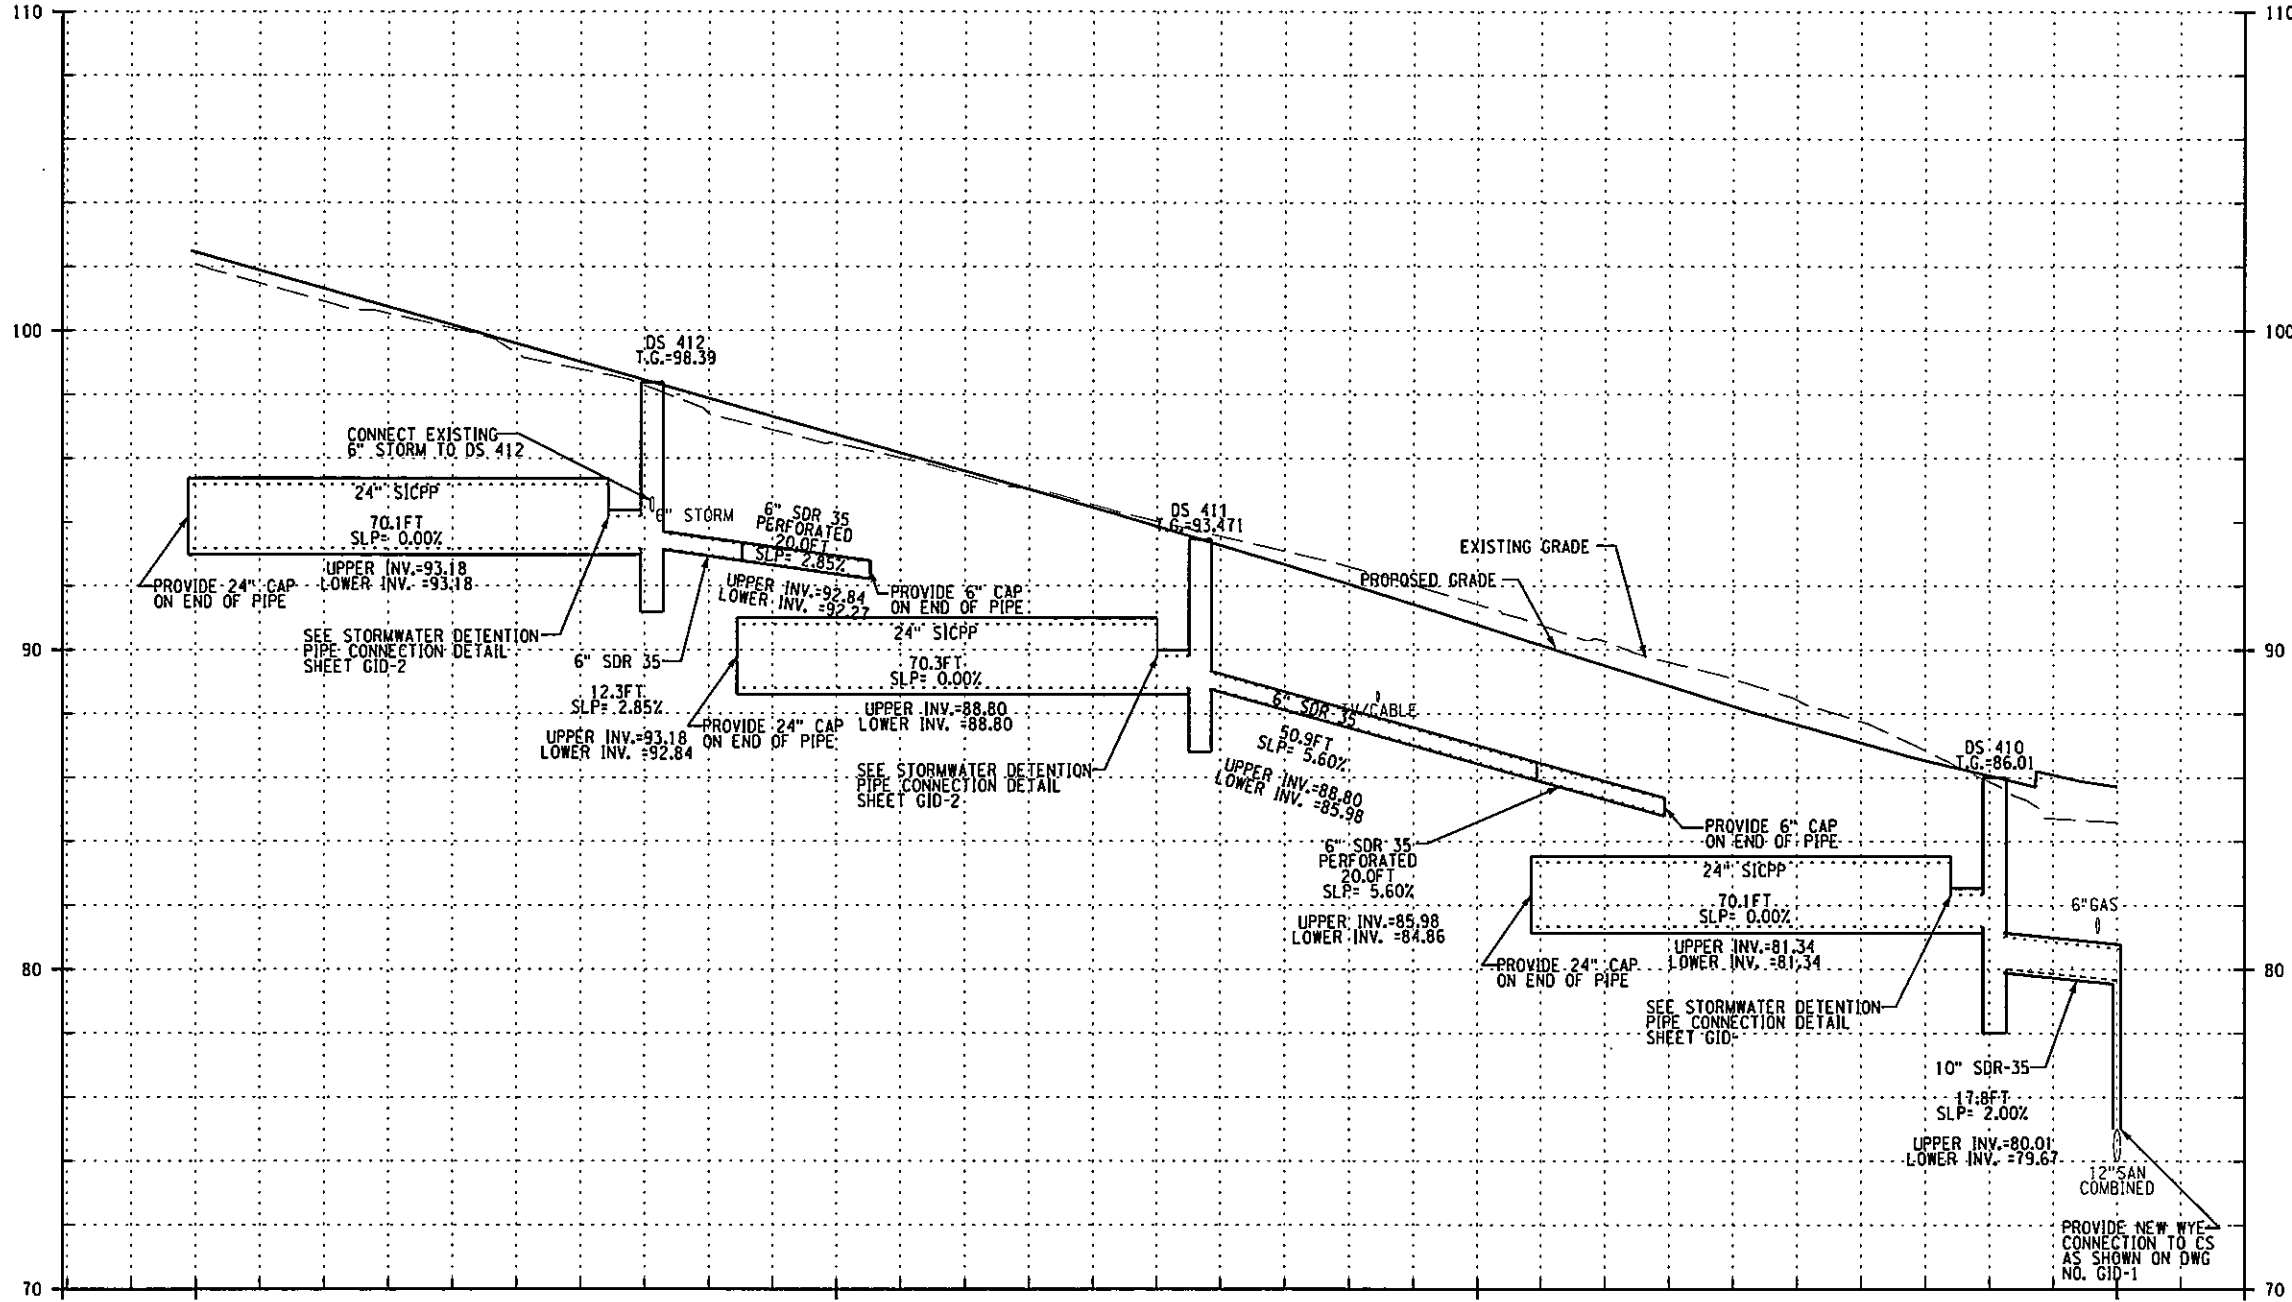 110
110
100
100
90
90
80
80
70
70
DS 412
T.G.=98.39
CONNECT EXISTING
6" STORM TO DS 412
24" SICPP
70.1FT
SLP= 0.00%
UPPER INV.=93.18
LOWER INV. =93.18
PROVIDE 24" CAP
ON END OF PIPE
SEE STORMWATER DETENTION
PIPE CONNECTION DETAIL
SHEET GID-2
6" STORM
6" SDR 35
PERFORATED
20.0FT
SLP= 2.85%
UPPER INV.=92.84
LOWER INV. =92.27
PROVIDE 6" CAP
ON END OF PIPE
6" SDR 35
12.3FT
SLP= 2.85%
UPPER INV.=93.18
LOWER INV. =92.84
DS 411
T.G.=93.471
24" SICPP
70.3FT
SLP= 0.00%
UPPER INV.=88.80
LOWER INV. =88.80
PROVIDE 24" CAP
ON END OF PIPE
SEE STORMWATER DETENTION
PIPE CONNECTION DETAIL
SHEET GID-2
EXISTING GRADE
PROPOSED GRADE
6" SDR-35
TV/CABLE
50.9FT
SLP= 5.60%
UPPER INV.=88.80
LOWER INV. =85.98
6" SDR 35
PERFORATED
20.0FT
SLP= 5.60%
UPPER INV.=85.98
LOWER INV. =84.86
PROVIDE 6" CAP
ON END OF PIPE
DS 410
T.G.=86.01
24" SICPP
70.1FT
SLP= 0.00%
UPPER INV.=81.34
LOWER INV. =81.34
PROVIDE 24" CAP
ON END OF PIPE
SEE STORMWATER DETENTION
PIPE CONNECTION DETAIL
SHEET GID-
6"GAS
10" SDR-35
17.8FT
SLP= 2.00%
UPPER INV.=80.01
LOWER INV. =79.67
12"SAN
COMBINED
PROVIDE NEW WYE
CONNECTION TO CS
AS SHOWN ON DWG
NO. GID-1